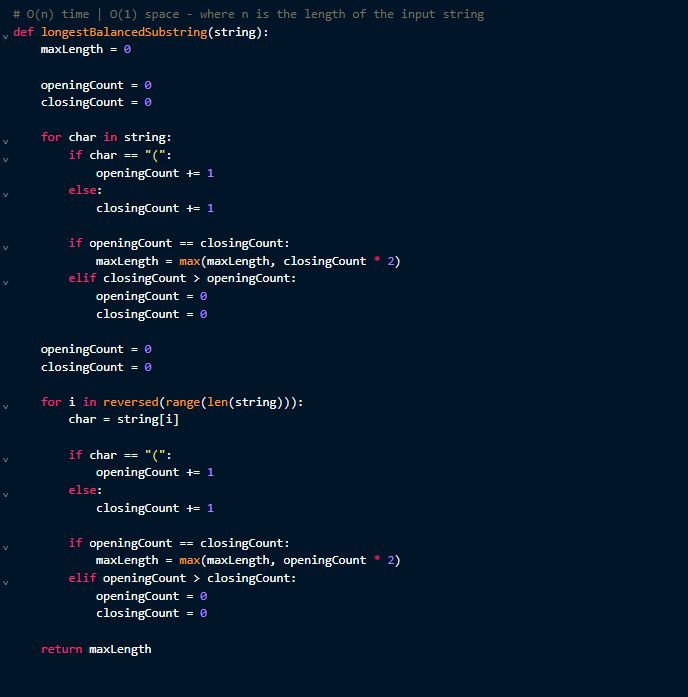 # O(n) time | O(1) space - where n is the length of the input string
def longestBalancedSubstring(string):
    maxLength = 0

    openingCount = 0
    closingCount = 0

    for char in string:
        if char == "(":
            openingCount += 1
        else:
            closingCount += 1

        if openingCount == closingCount:
            maxLength = max(maxLength, closingCount * 2)
        elif closingCount > openingCount:
            openingCount = 0
            closingCount = 0

    openingCount = 0
    closingCount = 0

    for i in reversed(range(len(string))):
        char = string[i]

        if char == "(":
            openingCount += 1
        else:
            closingCount += 1

        if openingCount == closingCount:
            maxLength = max(maxLength, openingCount * 2)
        elif openingCount > closingCount:
            openingCount = 0
            closingCount = 0

    return maxLength